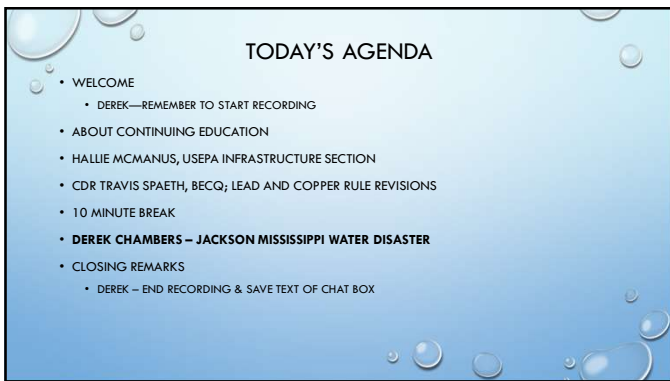 TODAY'S AGENDA
• WELCOME
• DEREK—REMEMBER TO START RECORDING
• ABOUT CONTINUING EDUCATION
• HALLIE MCMANUS, USEPA INFRASTRUCTURE SECTION
• CDR TRAVIS SPAETH, BECQ; LEAD AND COPPER RULE REVISIONS
• 10 MINUTE BREAK
• DEREK CHAMBERS – JACKSON MISSISSIPPI WATER DISASTER
• CLOSING REMARKS
• DEREK – END RECORDING & SAVE TEXT OF CHAT BOX